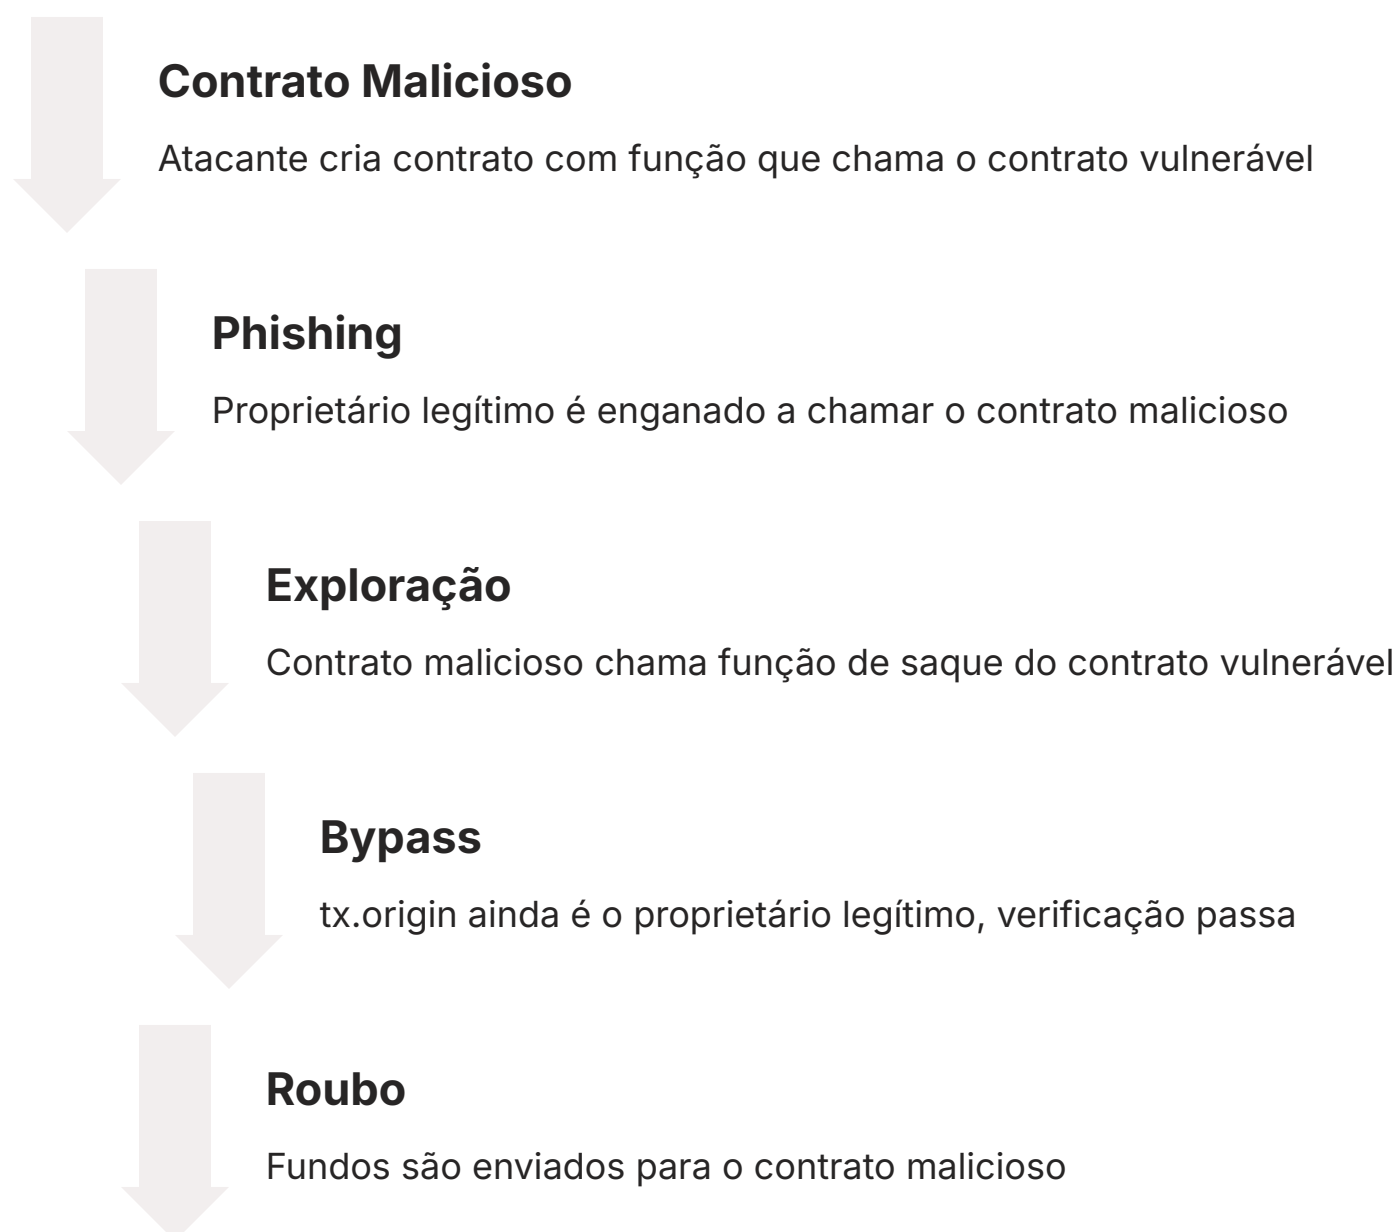 Contrato Malicioso
Atacante cria contrato com função que chama o contrato vulnerável
Phishing
Proprietário legítimo é enganado a chamar o contrato malicioso
Exploração
Contrato malicioso chama função de saque do contrato vulnerável
Bypass
tx.origin ainda é o proprietário legítimo, verificação passa
Roubo
Fundos são enviados para o contrato malicioso